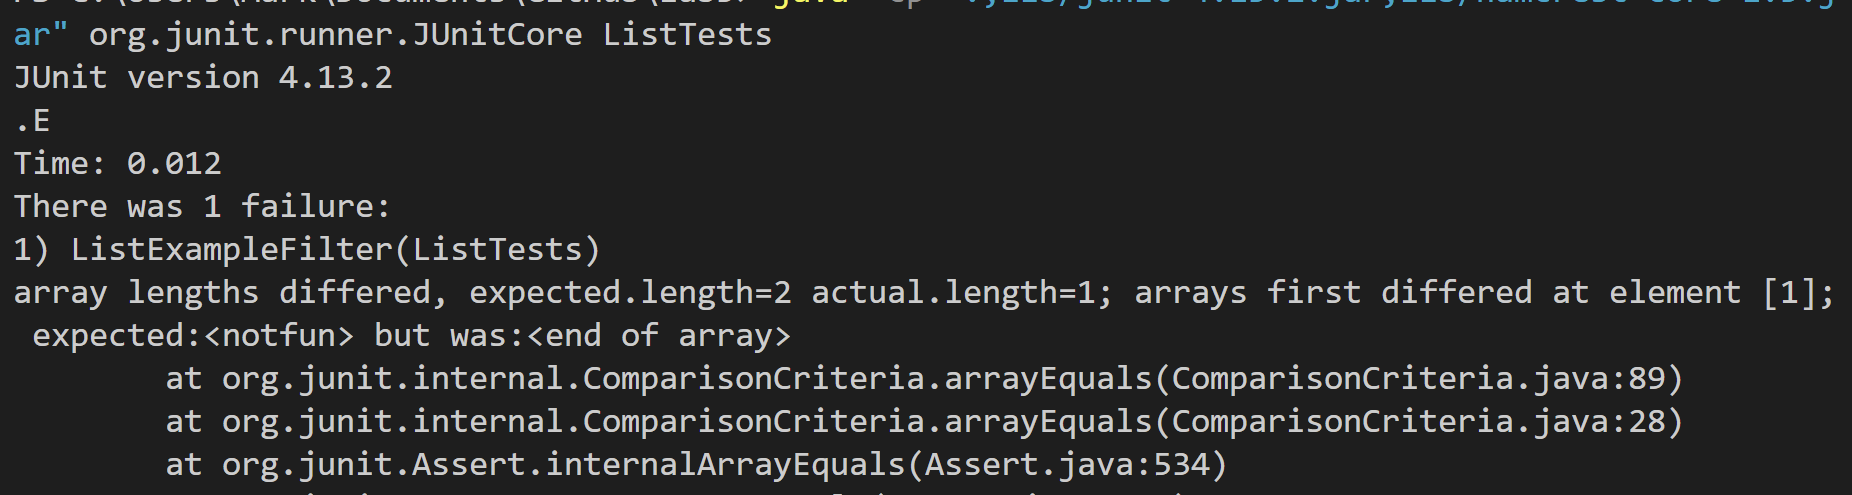 ar" org.junit.runner.JUnitCore ListTests
JUnit version 4.13.2
.E
Time: 0.012
There was 1 failure:
1) ListExampleFilter(ListTests)
array lengths differed, expected.length=2 actual.length=1; arrays first differed at element [1];
expected:<notfun> but was:<end of array>
at org.junit.internal.ComparisonCriteria.arrayEquals(ComparisonCriteria.java:89)
at org.junit.internal.ComparisonCriteria.arrayEquals(ComparisonCriteria.java:28)
at org.junit.Assert.internalArrayEquals(Assert.java:534)